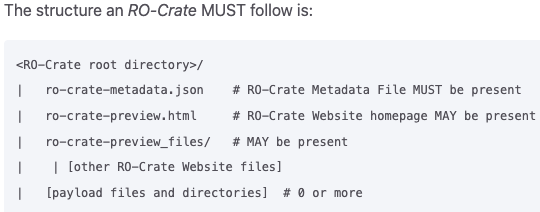 The structure an RO-Crate MUST follow is:
<RO-Crate root directory>/
|   ro-crate-metadata.json    # RO-Crate Metadata File MUST be present
|   ro-crate-preview.html     # RO-Crate Website homepage MAY be present
|   ro-crate-preview_files/   # MAY be present
|    | [other RO-Crate Website files]
|   [payload files and directories]  # 0 or more